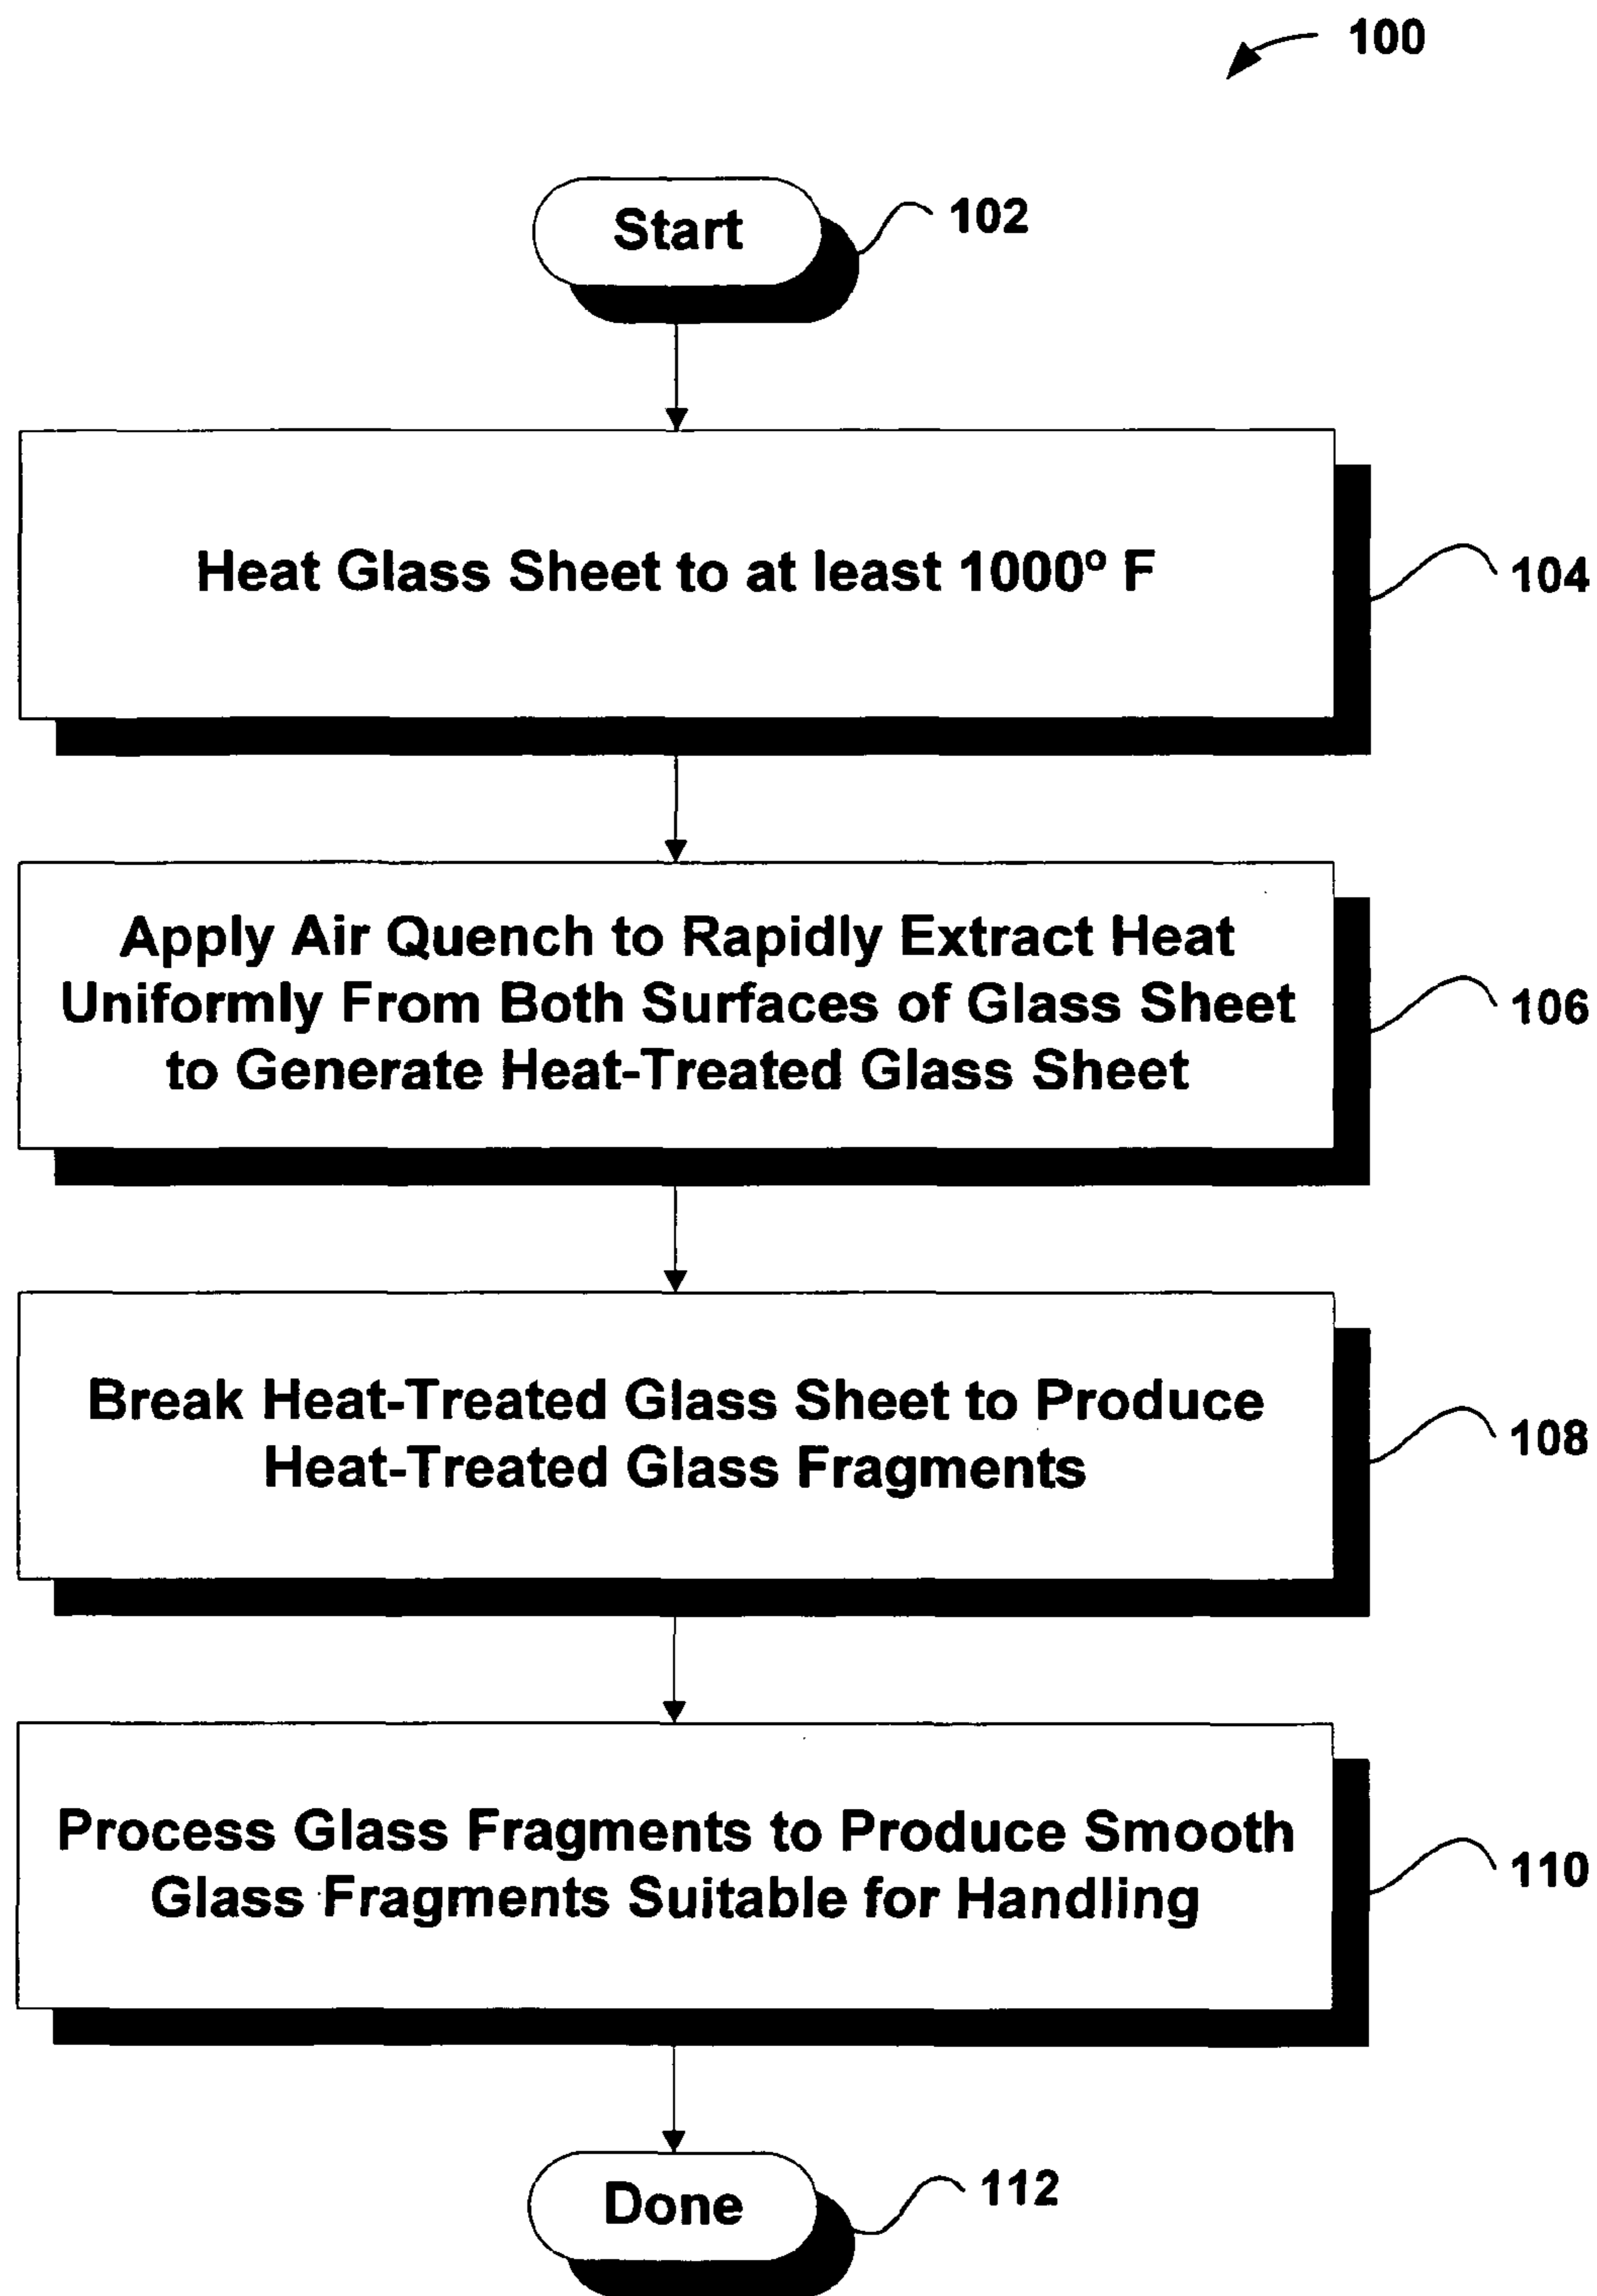 100
Start
102
Heat Glass Sheet to at least 1000º F
104
Apply Air Quench to Rapidly Extract Heat
Uniformly From Both Surfaces of Glass Sheet
to Generate Heat-Treated Glass Sheet
106
Break Heat-Treated Glass Sheet to Produce
Heat-Treated Glass Fragments
108
Process Glass Fragments to Produce Smooth
Glass Fragments Suitable for Handling
110
Done
112